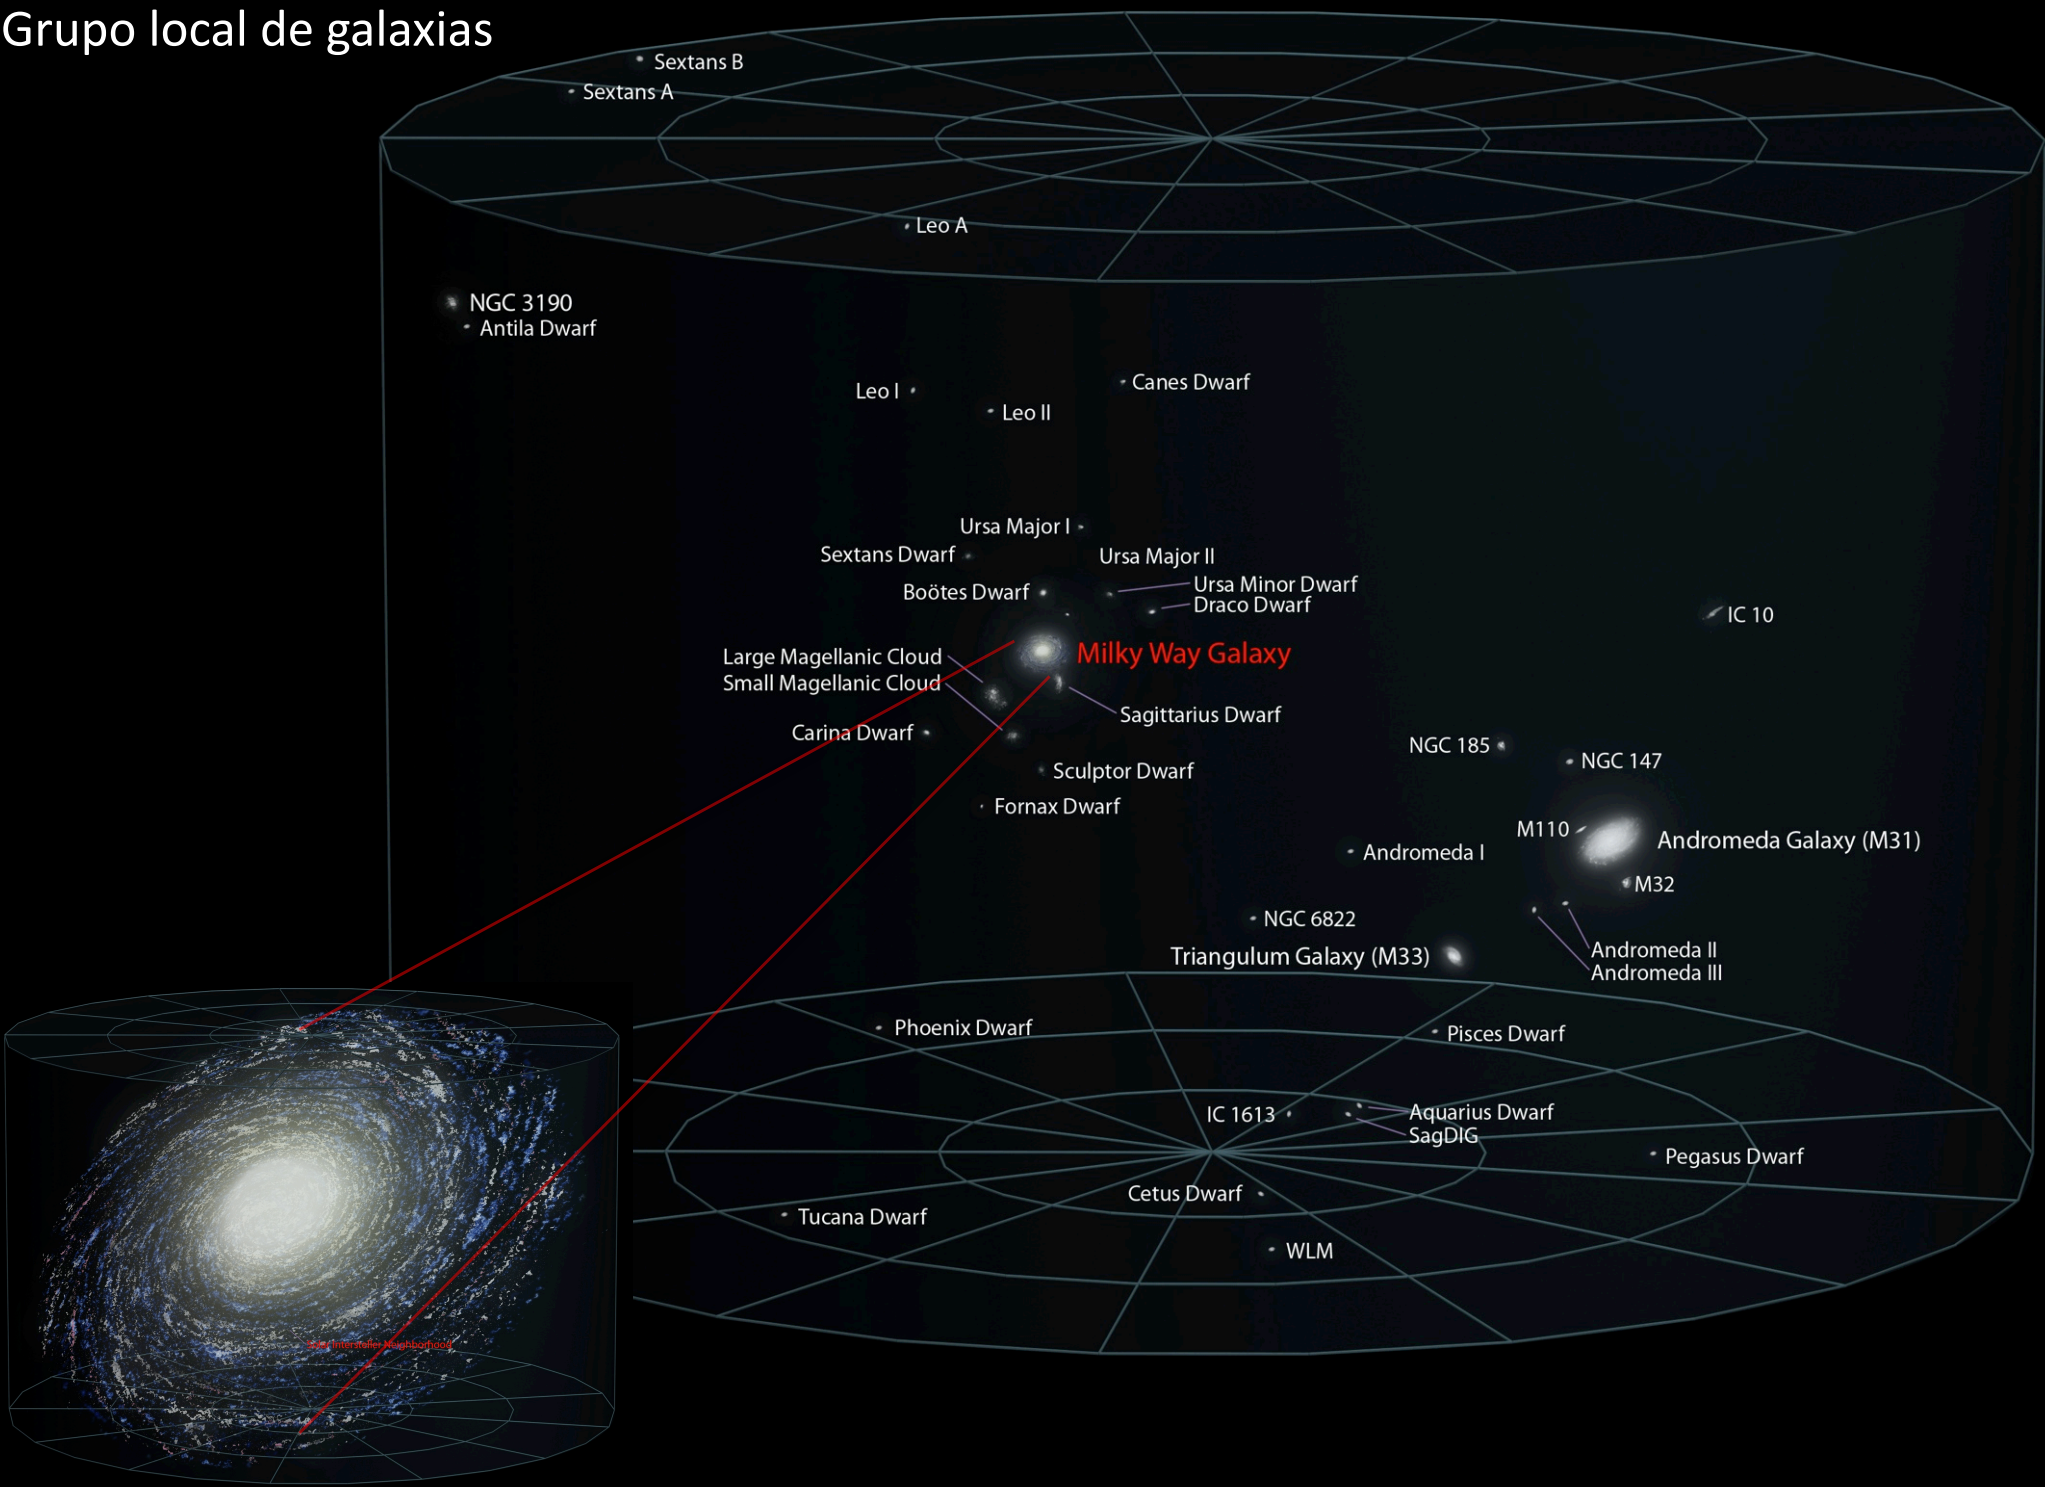 Grupo local de galaxias
Sextans B
Sextans A
Leo A
NGC 3190
Antila Dwarf
Canes Dwarf
Leo I
Leo II
Ursa Major I
Sextans Dwarf
Ursa Major II
Boötes Dwarf
Ursa Minor Dwarf
Draco Dwarf
IC 10
Milky Way Galaxy
Large Magellanic Cloud
Small Magellanic Cloud
Sagittarius Dwarf
Carina Dwarf
NGC 185
NGC 147
Sculptor Dwarf
Fornax Dwarf
M110
Andromeda Galaxy (M31)
Andromeda I
M32
NGC 6822
Andromeda II
Triangulum Galaxy (M33)
Andromeda III
Phoenix Dwarf
Pisces Dwarf
IC 1613
Aquarius Dwarf
SagDIG
Pegasus Dwarf
Cetus Dwarf
Tucana Dwarf
WLM
Interstellar Neighborhood